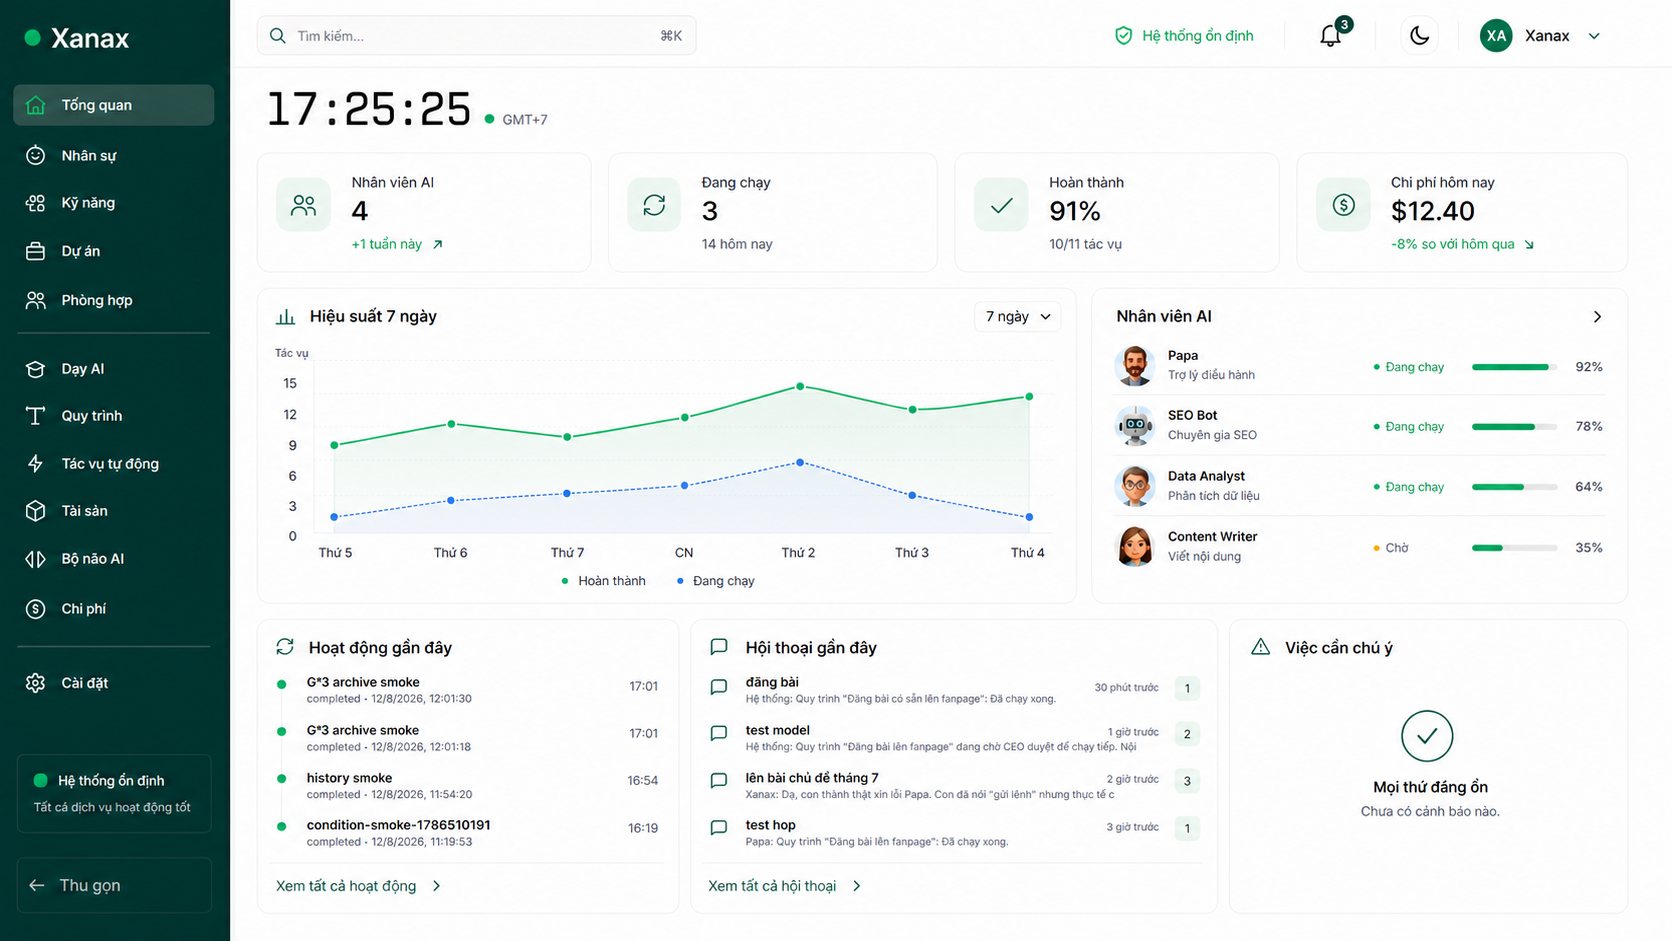 Xanax
Tổng quan
Nhân sự
Kỹ năng
Dự án
Phòng hợp
Dạy AI
Quy trình
Tác vụ tự động
Tài sản
Bộ não AI
Chi phí
Cài đặt
Hệ thống ổn định
Tất cả dịch vụ hoạt động tốt
Thu gọn
Tìm kiếm...
⌘K
Hệ thống ổn định
3
XA
Xanax
17:25:25
GMT+7
Nhân viên AI
4
+1 tuần này
Đang chạy
3
14 hôm nay
Hoàn thành
91%
10/11 tác vụ
Chi phí hôm nay
$12.40
-8% so với hôm qua
Hiệu suất 7 ngày
7 ngày
Tác vụ
15
12
9
6
3
0
Thứ 5 Thứ 6 Thứ 7 CN Thứ 2 Thứ 3 Thứ 4
Hoàn thành Đang chạy
Nhân viên AI
Papa
Trợ lý điều hành
Đang chay
92%
SEO Bot
Chuyên gia SEO
Đang chay
78%
Data Analyst
Phân tích dữ liệu
Đang chay
64%
Content Writer
Viết nội dung
Chờ
35%
Hoạt động gần đây
G*3 archive smoke
17:01
completed • 12/8/2026, 12:01:30
G*3 archive smoke
17:01
completed • 12/8/2026, 12:01:18
history smoke
16:54
completed • 12/8/2026, 11:54:20
condition-smoke-1786510191
16:19
completed • 12/8/2026, 11:19:53
Xem tất cả hoạt động
Hội thoại gần đây
đăng bài
30 phút trước
1
Hệ thống: Quy trình "Đăng bài có sẵn lên fanpage": Đã chạy xong.
test model
1 giờ trước
2
Hệ thống: Quy trình "Đăng bài lên fanpage" đang chờ CEO duyệt để chạy tiếp. Nội
lên bài chủ đề tháng 7
2 giờ trước
3
Xanax: Dạ, con thành thật xin lỗi Papa. Con đã nói "gửi lệnh" nhưng thực tế c
test hop
3 giờ trước
1
Papa: Quy trình "Đăng bài lên fanpage": Đã chạy xong.
Xem tất cả hội thoại
Việc cần chú ý
Mọi thứ đáng ổn
Chưa có cảnh báo nào.